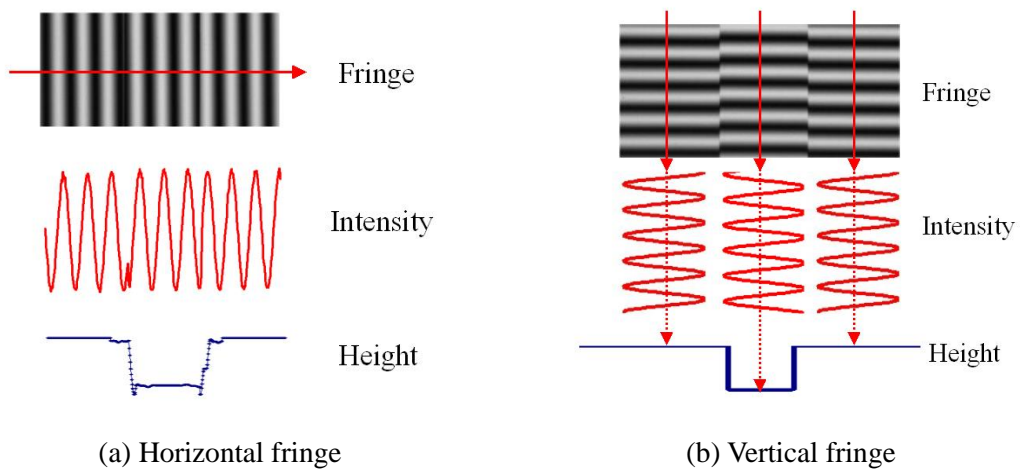 Fringe
Intensity
Height
(a) Horizontal fringe
Fringe
Intensity
Height
(b) Vertical fringe